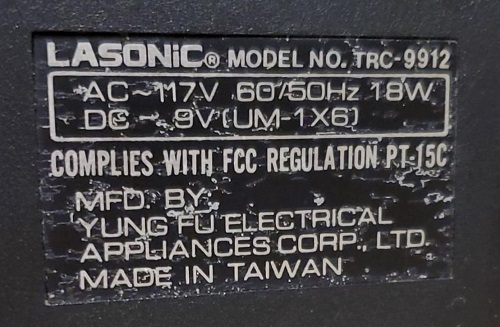 LASONIC® MODEL NO. TRC-9912
AC~117V 60/50Hz 18W
DC - 9V(UM-1X6)
COMPLIES WITH FCC REGULATION PT-15C
MFD. BY
YUNG FU ELECTRICAL
APPLIANCES CORP., LTD.
MADE IN TAIWAN